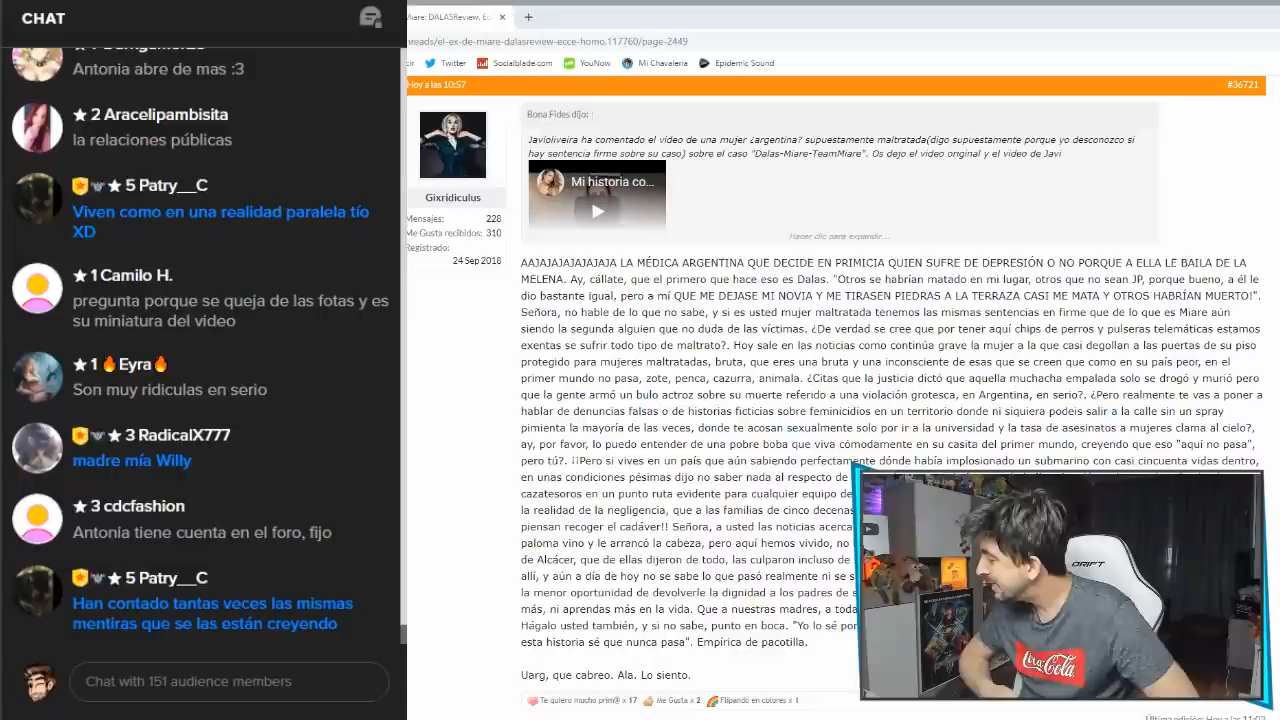 CHAT
Antonia abre de mas :3
★ 2 Aracelipambisita
la relaciones públicas
★ 5 Patry__C
Viven como en una realidad paralela tío
XD
★ 1 Camilo H.
pregunta porque se queja de las fotas y es
su miniatura del video
★ 1 🔥Eyra🔥
Son muy ridiculas en serio
★ 3 RadicalX777
madre mía Willy
★ 3 cdcfashion
Antonia tiene cuenta en el foro, fijo
★ 5 Patry__C
Han contado tantas veces las mismas
mentiras que se las están creyendo
Chat with 151 audience members
Miare: DALASReview. Ec
reads/el-ex-de-miare-dalasreview-ecce-homo.117760/page-2449
Twitter Socialblade.com YouNow Mi Chavaleria Epidemic Sound
Hoy a las 10:57 #36721
Gixridiculus
Mensajes: 228
Me Gusta recibidos: 310
Registrado:
24 Sep 2018
Bona Fides dijo: ↑
Javioliveira ha comentado el video de una mujer ¿argentina? supuestamente maltratada(digo supuestamente porque yo desconozco si
hay sentencia firme sobre su caso) sobre el caso "Dalas-Miare-TeamMiare". Os dejo el video original y el video de Javi
Mi historia co...
Hacer clic para expandir...
AAJAJAJAJAJAJA LA MÉDICA ARGENTINA QUE DECIDE EN PRIMICIA QUIEN SUFRE DE DEPRESIÓN O NO PORQUE A ELLA LE BAILA DE LA
MELENA. Ay, cállate, que el primero que hace eso es Dalas. "Otros se habrían matado en mi lugar, otros que no sean JP, porque bueno, a él le
dio bastante igual, pero a mí QUE ME DEJASE MI NOVIA Y ME TIRASEN PIEDRAS A LA TERRAZA CASI ME MATA Y OTROS HABRÍAN MUERTO!".
Señora, no hable de lo que no sabe, y si es usted mujer maltratada tenemos las mismas sentencias en firme que de lo que es Miare aún
siendo la segunda alguien que no duda de las víctimas. ¿De verdad se cree que por tener aquí chips de perros y pulseras telemáticas estamos
exentas se sufrir todo tipo de maltrato?. Hoy sale en las noticias como continúa grave la mujer a la que casi degollan a las puertas de su piso
protegido para mujeres maltratadas, bruta, que eres una bruta y una inconsciente de esas que se creen que como en su país peor, en el
primer mundo no pasa, zote, penca, cazurra, animala. ¿Citas que la justicia dictó que aquella muchacha empalada solo se drogó y murió pero
que la gente armó un bulo actroz sobre su muerte referido a una violación grotesca, en Argentina, en serio?. ¿Pero realmente te vas a poner a
hablar de denuncias falsas o de historias ficticias sobre feminicidios en un territorio donde ni siquiera podeis salir a la calle sin un spray
pimienta la mayoría de las veces, donde te acosan sexualmente solo por ir a la universidad y la tasa de asesinatos a mujeres clama al cielo?,
ay, por favor, lo puedo entender de una pobre boba que viva cómodamente en su casita del primer mundo, creyendo que eso "aquí no pasa",
pero tú?. ¡¡Pero si vives en un país que aún sabiendo perfectamente dónde había implosionado un submarino con casi cincuenta vidas dentro,
en unas condiciones pésimas dijo no saber nada al respecto de
cazatesoros en un punto ruta evidente para cualquier equipo de
la realidad de la negligencia, que a las familias de cinco decenas
piensan recoger el cadáver!! Señora, a usted las noticias acerca
paloma vino y le arrancó la cabeza, pero aquí hemos vivido, no
de Alcácer, que de ellas dijeron de todo, las culparon incluso de
allí, y aún a día de hoy no se sabe lo que pasó realmente ni se s
la menor oportunidad de devolverle la dignidad a los padres de s
más, ni aprendas más en la vida. Que a nuestras madres, a toda
Hágalo usted también, y si no sabe, punto en boca. "Yo lo sé por
esta historia sé que nunca pasa". Empírica de pacotilla.
Uarg, que cabreo. Ala. Lo siento.
Te quiero mucho prim@ x 17 Me Gusta x 2 Flipando en colores x 1
Última edición: Hoy a las 11:03
DRIFT
Coca-Cola